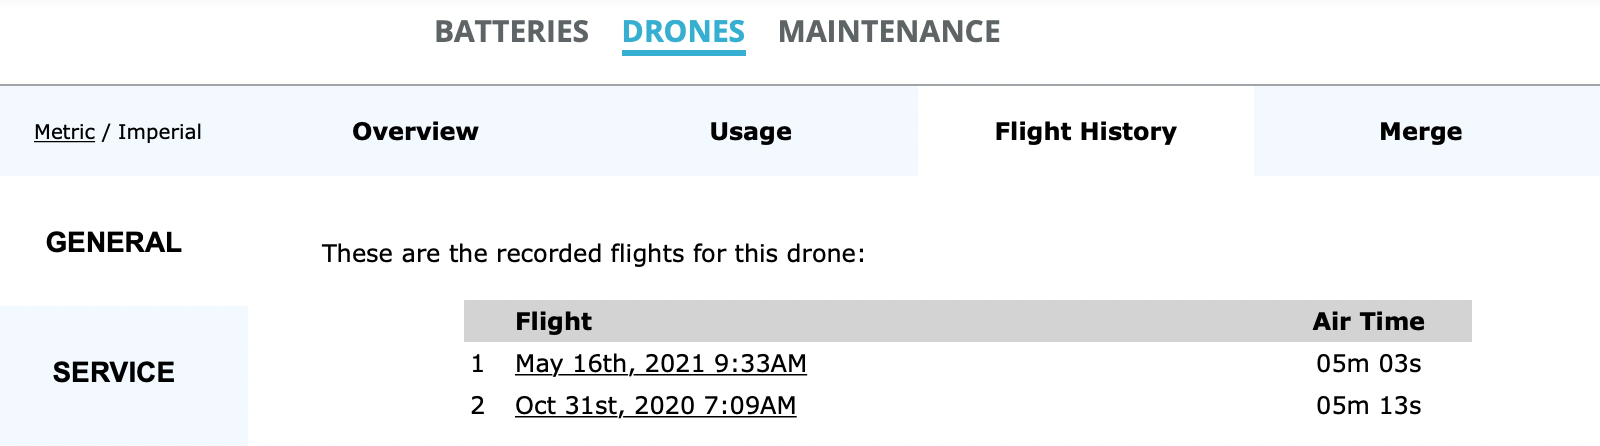 BATTERIES DRONES MAINTENANCE
Metric / Imperial Overview Usage Flight History Merge
GENERAL
These are the recorded flights for this drone:
Flight Air Time
1 May 16th, 2021 9:33AM 05m 03s
SERVICE
2 Oct 31st, 2020 7:09AM 05m 13s